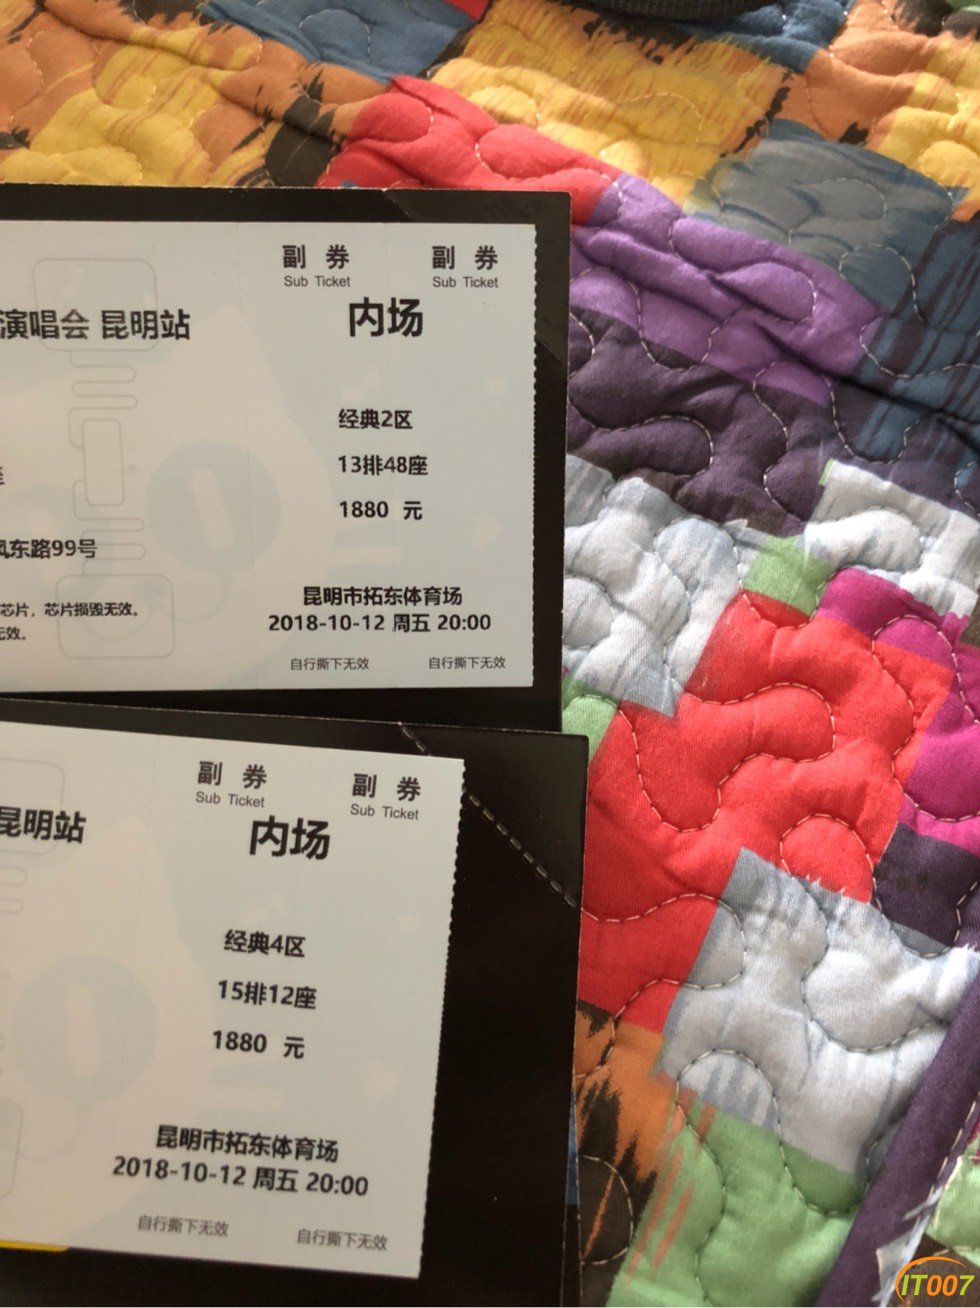 副 券 副 券
Sub Ticket Sub Ticket
演唱会 昆明站
内场
经典2区
13排48座
1880 元
东路99号
芯片，芯片损毁无效。
无效。
昆明市拓东体育场
2018-10-12 周五 20:00
自行撕下无效 自行撕下无效
副 券 副 券
Sub Ticket Sub Ticket
昆明站
内场
经典4区
15排12座
1880 元
昆明市拓东体育场
2018-10-12 周五 20:00
自行撕下无效 自行撕下无效
IT007